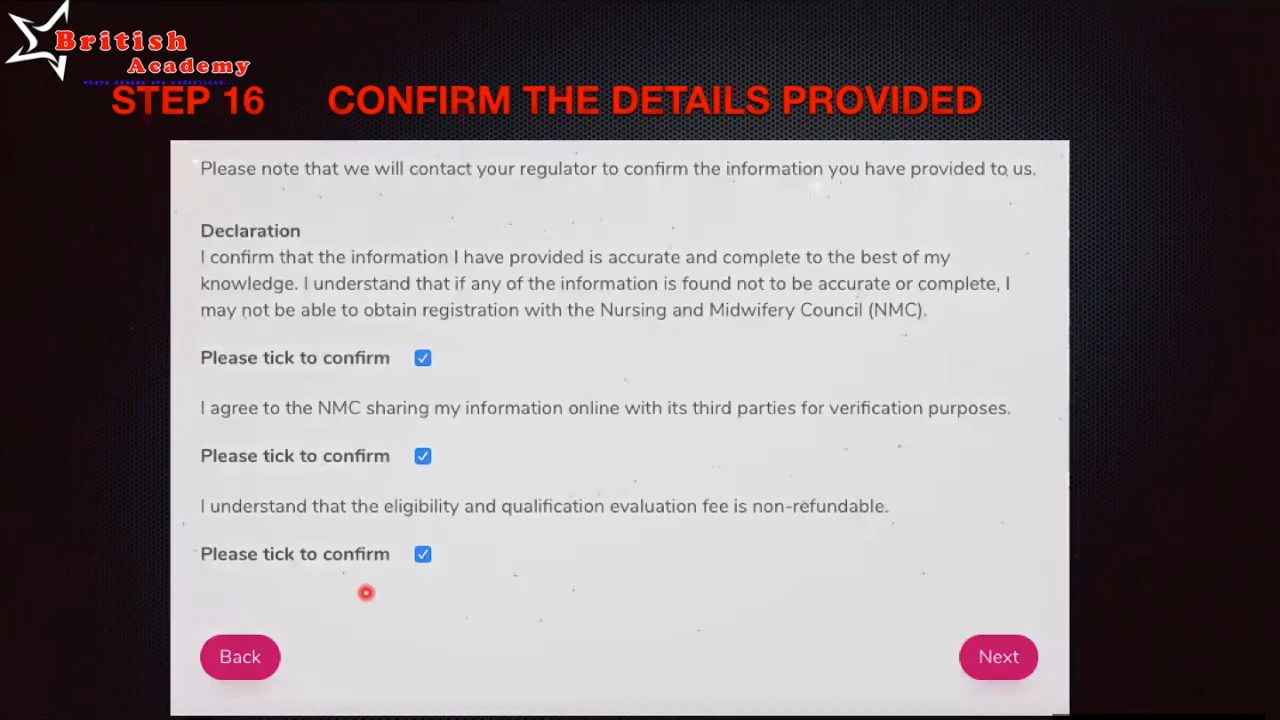 British
Academy
where dreams are redefined
STEP 16 CONFIRM THE DETAILS PROVIDED
Please note that we will contact your regulator to confirm the information you have provided to us.
Declaration
I confirm that the information I have provided is accurate and complete to the best of my
knowledge. I understand that if any of the information is found not to be accurate or complete, I
may not be able to obtain registration with the Nursing and Midwifery Council (NMC).
Please tick to confirm
I agree to the NMC sharing my information online with its third parties for verification purposes.
Please tick to confirm
I understand that the eligibility and qualification evaluation fee is non-refundable.
Please tick to confirm
Back Next